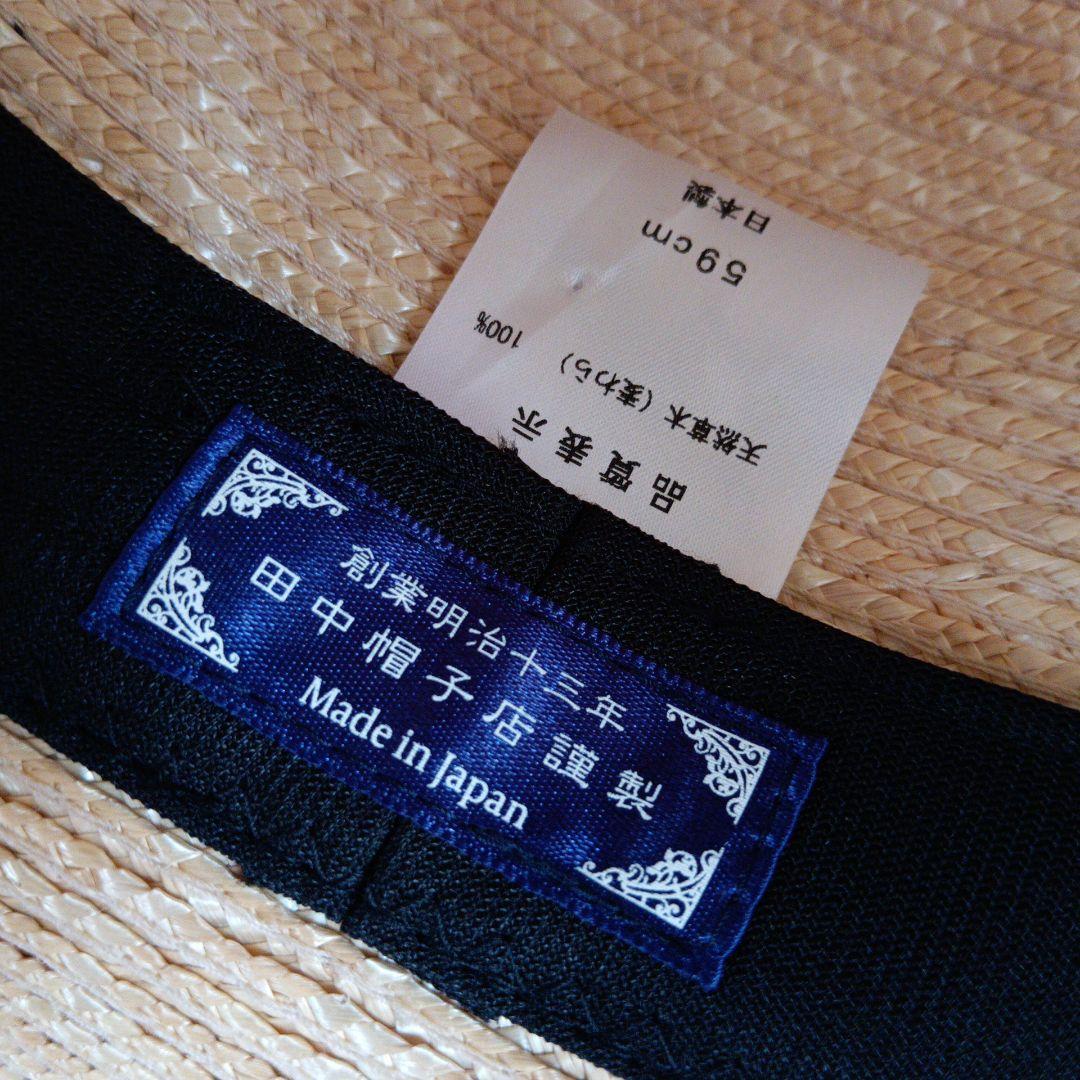 創業明治十三年
田中帽子店謹製
Made in Japan
品質表示
天然草木（麦わら） 100%
59cm
日本製